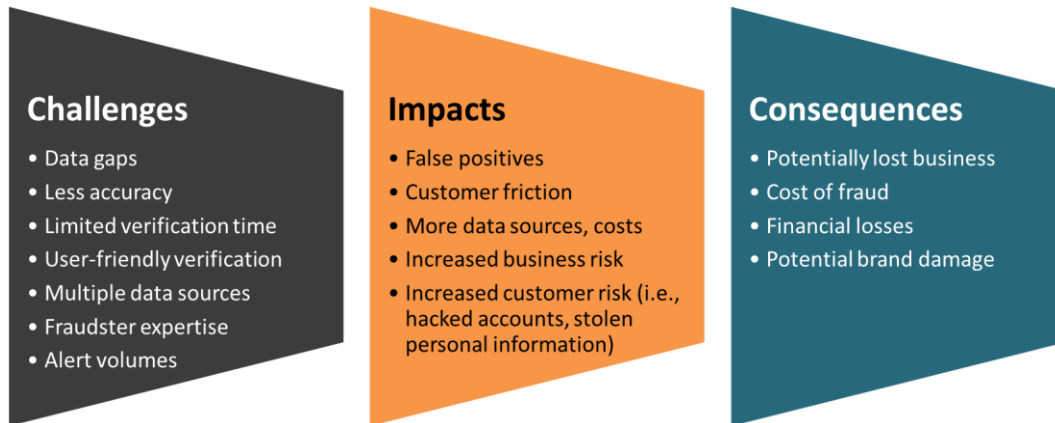 Challenges
• Data gaps
• Less accuracy
• Limited verification time
• User-friendly verification
• Multiple data sources
• Fraudster expertise
• Alert volumes
Impacts
• False positives
• Customer friction
• More data sources, costs
• Increased business risk
• Increased customer risk (i.e.,
hacked accounts, stolen
personal information)
Consequences
• Potentially lost business
• Cost of fraud
• Financial losses
• Potential brand damage